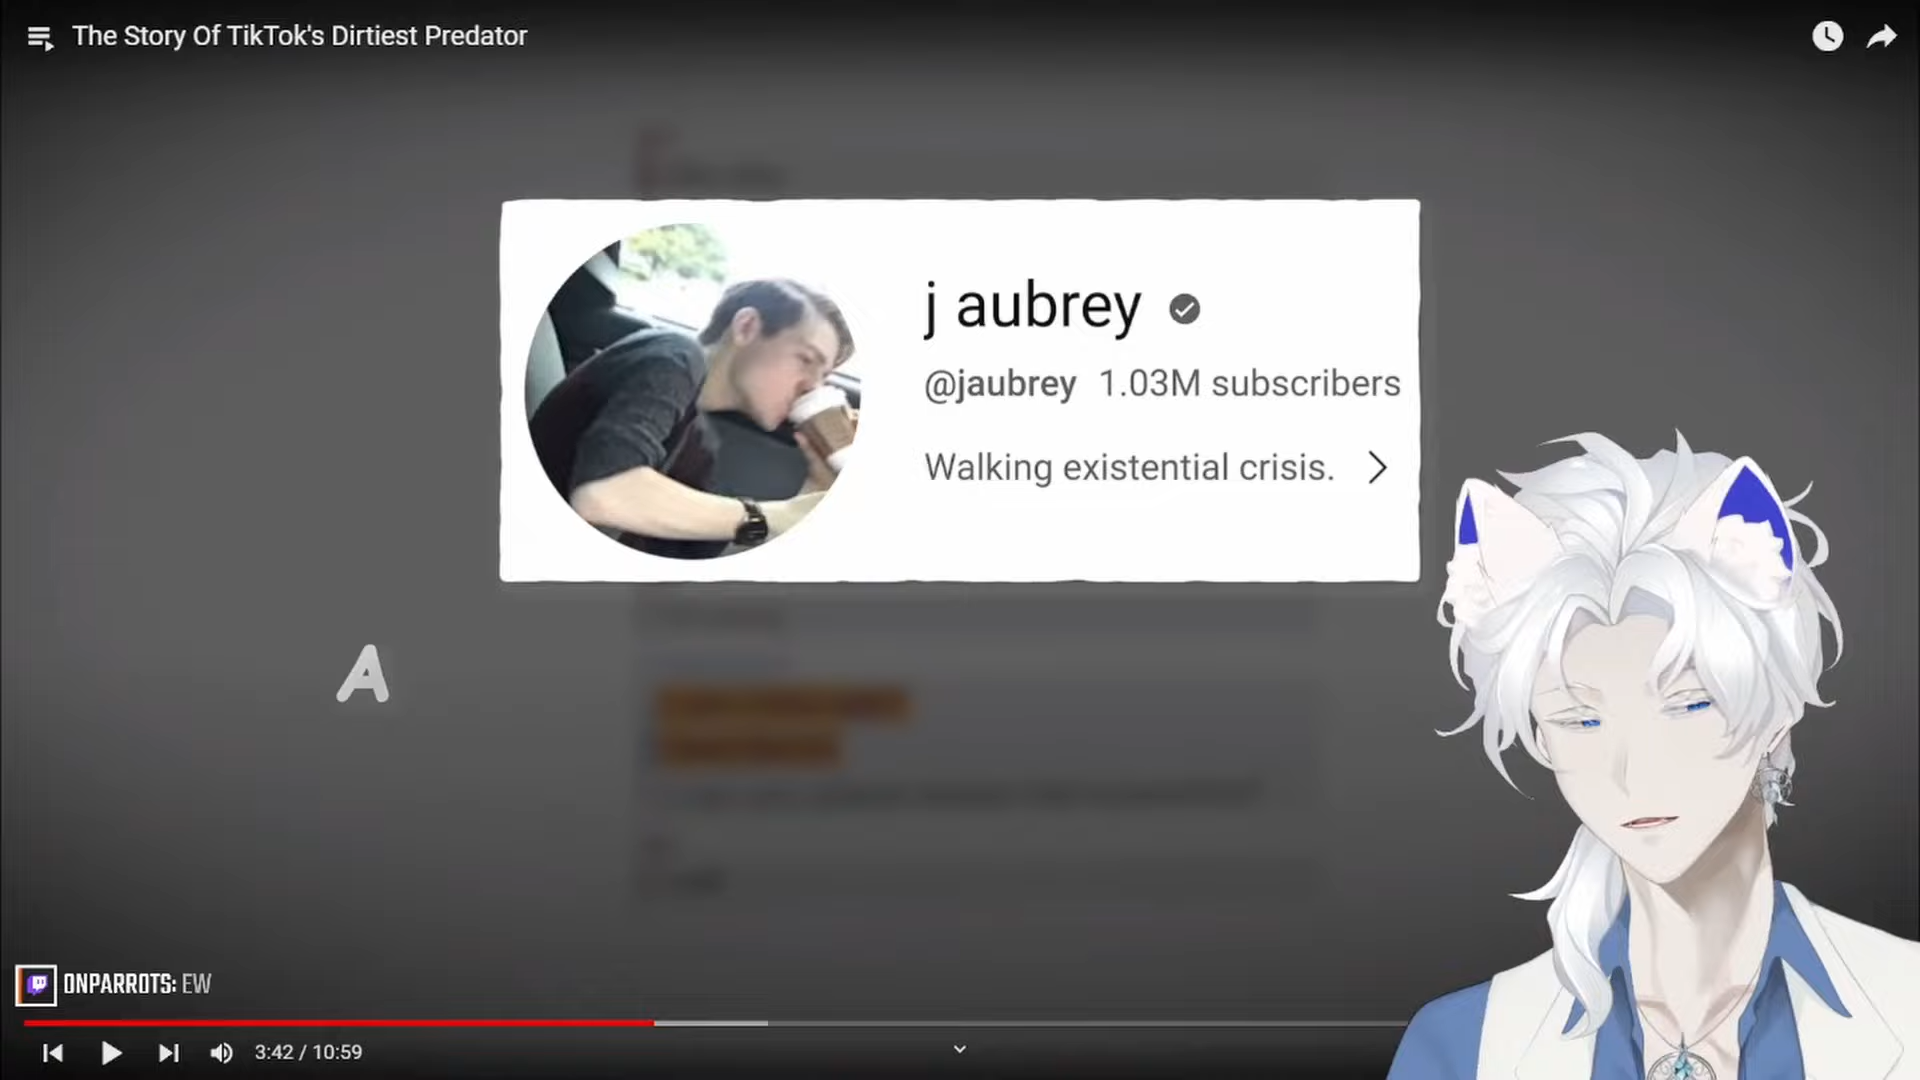 The Story Of TikTok's Dirtiest Predator
j aubrey
@jaubrey 1.03M subscribers
Walking existential crisis.
A
ONPARROTS: EW
3:42 / 10:59